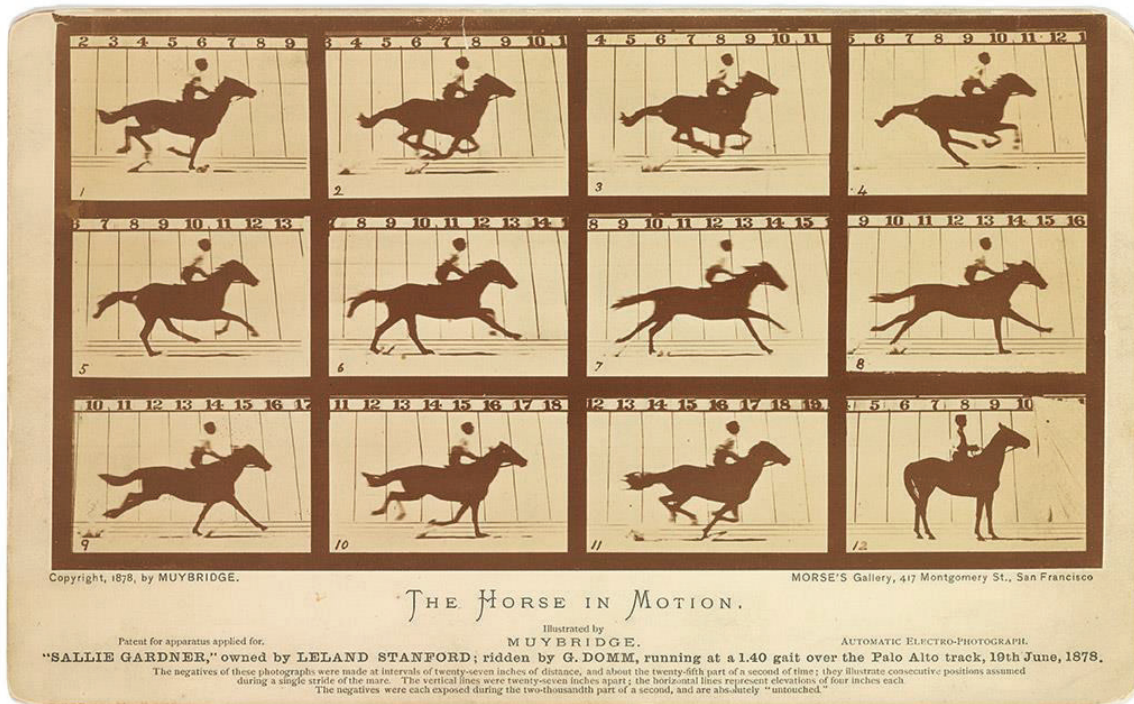 2 3 4 5 6 7 8 9
3 4 5 6 7 8 9 10 1
4 5 6 7 8 9 10 11
5 6 7 8 9 10 11 12 1
1
2
3
4
6 7 8 9 10 11 12 13
7 8 9 10 11 12 13 14 1
7 8 9 10 11 12 13 14 15
9 10 11 12 13 14 15 16
5
6
7
8
10 11 12 13 14 15 16 17
11 12 13 14 15 16 17 18
12 13 14 15 16 17 18 19
5 6 7 8 9 10
9
10
11
12
Copyright, 1878, by MUYBRIDGE.
MORSE'S Gallery, 417 Montgomery St., San Francisco
THE HORSE IN MOTION.
Illustrated by
Patent for apparatus applied for.
MUYBRIDGE.
AUTOMATIC ELECTRO-PHOTOGRAPH.
"SALLIE GARDNER," owned by LELAND STANFORD; ridden by G. DOMM, running at a 1.40 gait over the Palo Alto track, 19th June, 1878.
The negatives of these photographs were made at intervals of twenty-seven inches of distance, and about the twenty-fifth part of a second of time; they illustrate consecutive positions assumed
during a single stride of the mare. The vertical lines were twenty-seven inches apart; the horizontal lines represent elevations of four inches each
The negatives were each exposed during the two-thousandth part of a second, and are absolutely "untouched."